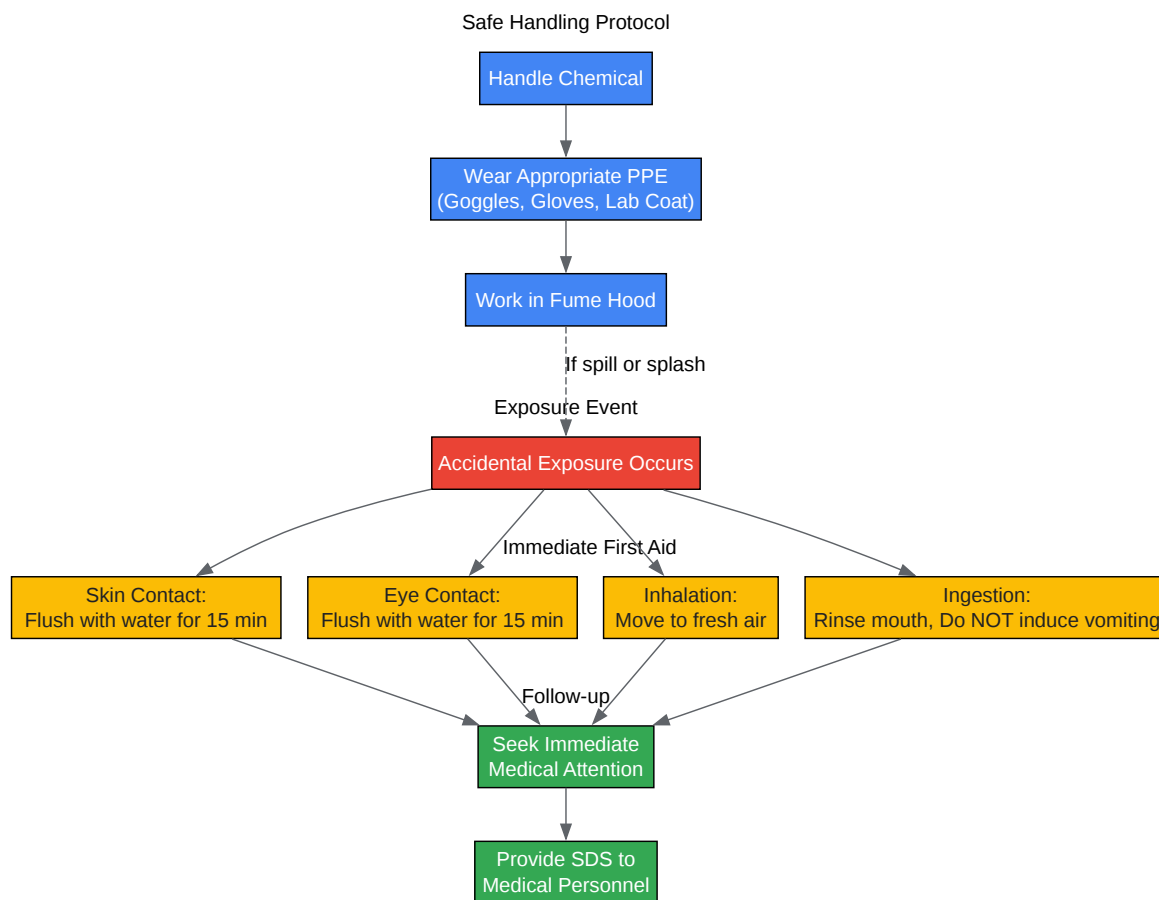 Safe Handling Protocol
Handle Chemical
Wear Appropriate PPE
(Goggles, Gloves, Lab Coat)
Work in Fume Hood
If spill or splash
Exposure Event
Accidental Exposure Occurs
Immediate First Aid
Skin Contact:
Flush with water for 15 min
Eye Contact:
Flush with water for 15 min
Inhalation:
Move to fresh air
Ingestion:
Rinse mouth, Do NOT induce vomiting
Follow-up
Seek Immediate
Medical Attention
Provide SDS to
Medical Personnel